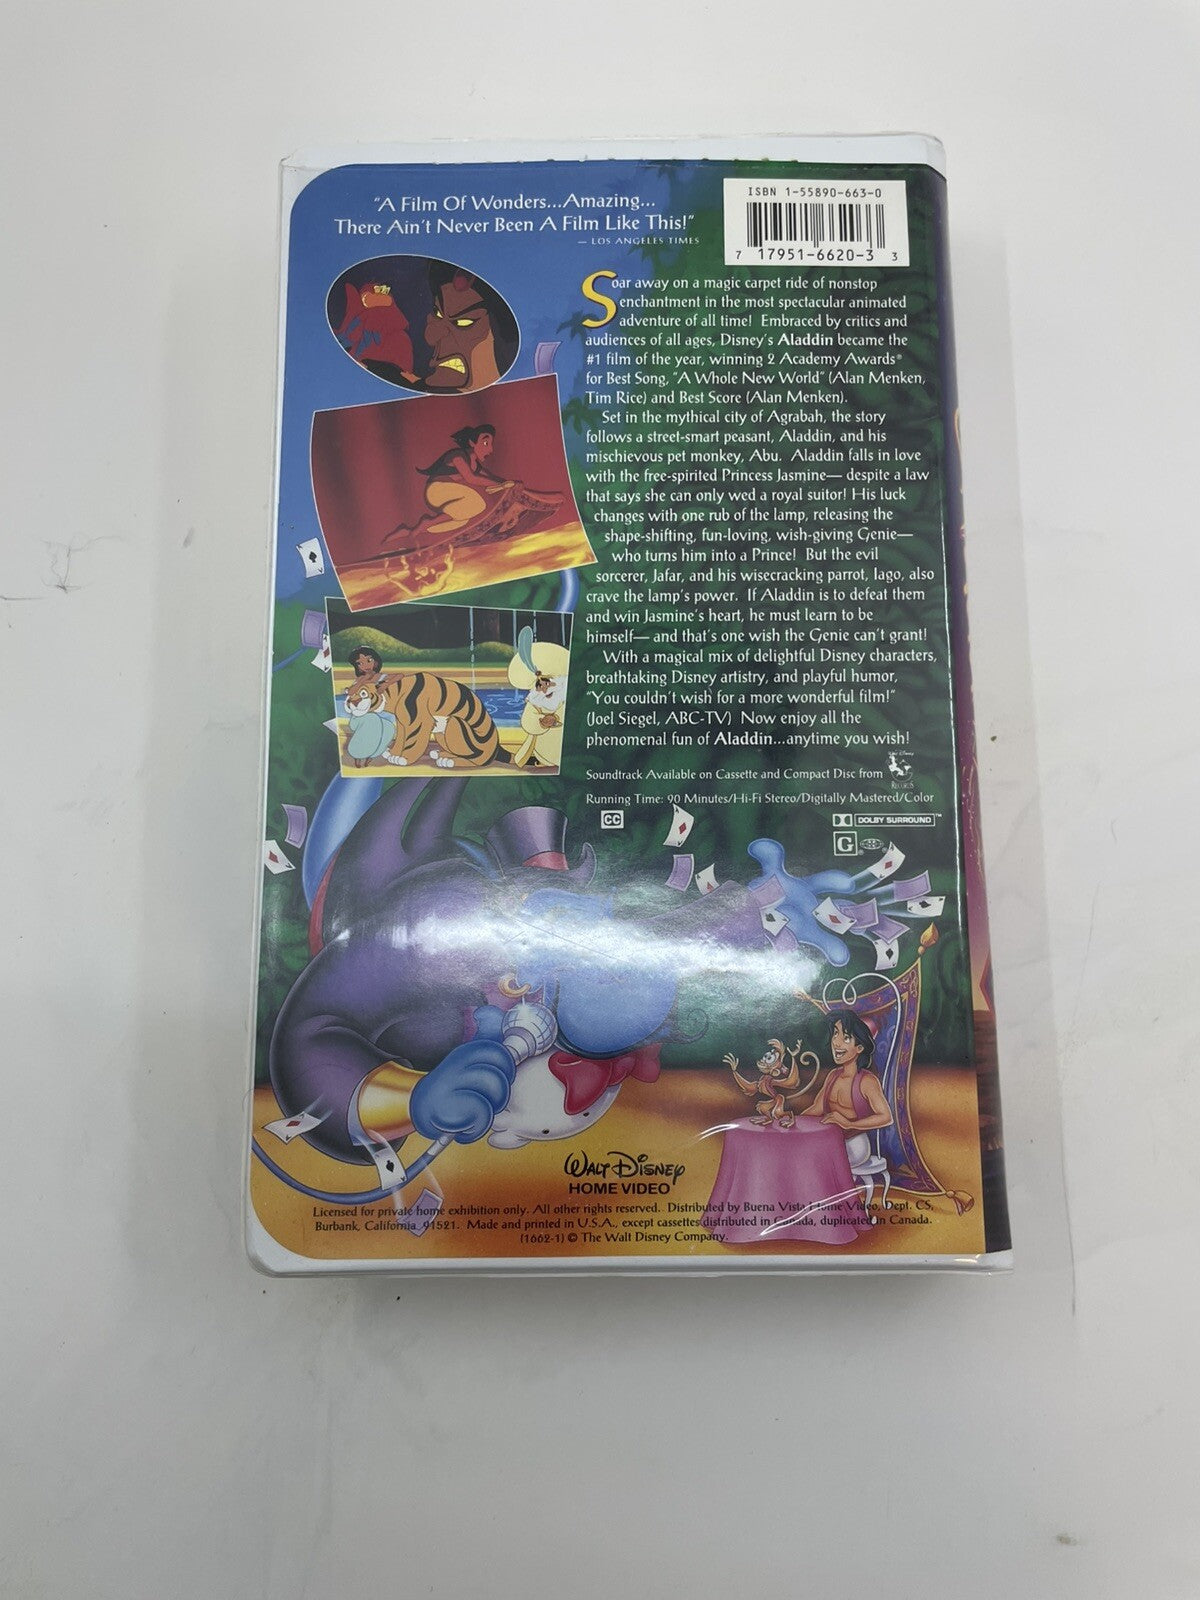 "A Film Of Wonders...Amazing...
There Ain't Never Been A Film Like This!"
— LOS ANGELES TIMES
ISBN 1-55890-663-0
7 17951-6620-3 3
Soar away on a magic carpet ride of nonstop
enchantment in the most spectacular animated
adventure of all time! Embraced by critics and
audiences of all ages, Disney's Aladdin became the
#1 film of the year, winning 2 Academy Awards®
for Best Song, "A Whole New World" (Alan Menken,
Tim Rice) and Best Score (Alan Menken).
Set in the mythical city of Agrabah, the story
follows a street-smart peasant, Aladdin, and his
mischievous pet monkey, Abu. Aladdin falls in love
with the free-spirited Princess Jasmine— despite a law
that says she can only wed a royal suitor! His luck
changes with one rub of the lamp, releasing the
shape-shifting, fun-loving, wish-giving Genie—
who turns him into a Prince! But the evil
sorcerer, Jafar, and his wisecracking parrot, Iago, also
crave the lamp's power. If Aladdin is to defeat them
and win Jasmine's heart, he must learn to be
himself— and that's one wish the Genie can't grant!
With a magical mix of delightful Disney characters,
breathtaking Disney artistry, and playful humor,
"You couldn't wish for a more wonderful film!"
(Joel Siegel, ABC-TV) Now enjoy all the
phenomenal fun of Aladdin...anytime you wish!
Soundtrack Available on Cassette and Compact Disc from
Walt Disney
RECORDS
Running Time: 90 Minutes/Hi-Fi Stereo/Digitally Mastered/Color
CC
DOLBY SURROUND™
G
WALT DISNEY
HOME VIDEO
Licensed for private home exhibition only. All other rights reserved. Distributed by Buena Vista Home Video, Dept. CS,
Burbank, California 91521. Made and printed in U.S.A., except cassettes distributed in Canada, duplicated in Canada.
(1662-1) © The Walt Disney Company.